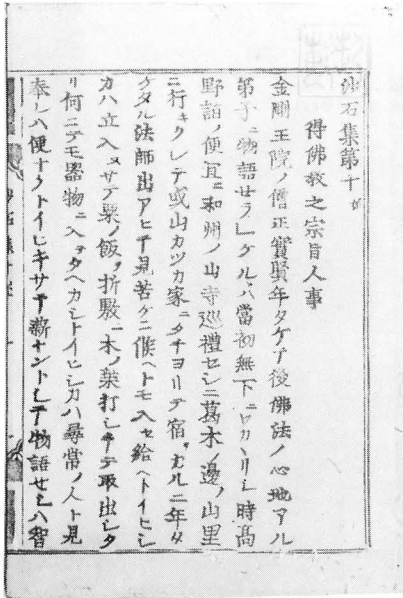 沙石集第十
得佛教之宗旨人事
金剛王院ノ僧正實賢年タケテ後佛法ノ心地アル
弟子ニ物語セラレケルハ當初無下ニワカヽリシ時高
野詣ノ便宜ニ和州ノ山寺巡禮セシニ葛木ノ邊ノ山里
ニ行キクレテ或山カツカ家ニタチヨリテ宿ヲカルニ年タ
ケタル法師出アヒテ見苦ケニ候ヘトモ入セ給ヘトイヒシ
カハ立入ヌサテ粟ノ飯ヲ折敷ニ木ノ葉打シキテ取出シタ
リ何ニテモ器物ニ入ヨタヘカシトイヒシカハ尋常ノ人ト見
奉レハ便ナクトイヒキサテ薪ナントシテ物語セシハ智